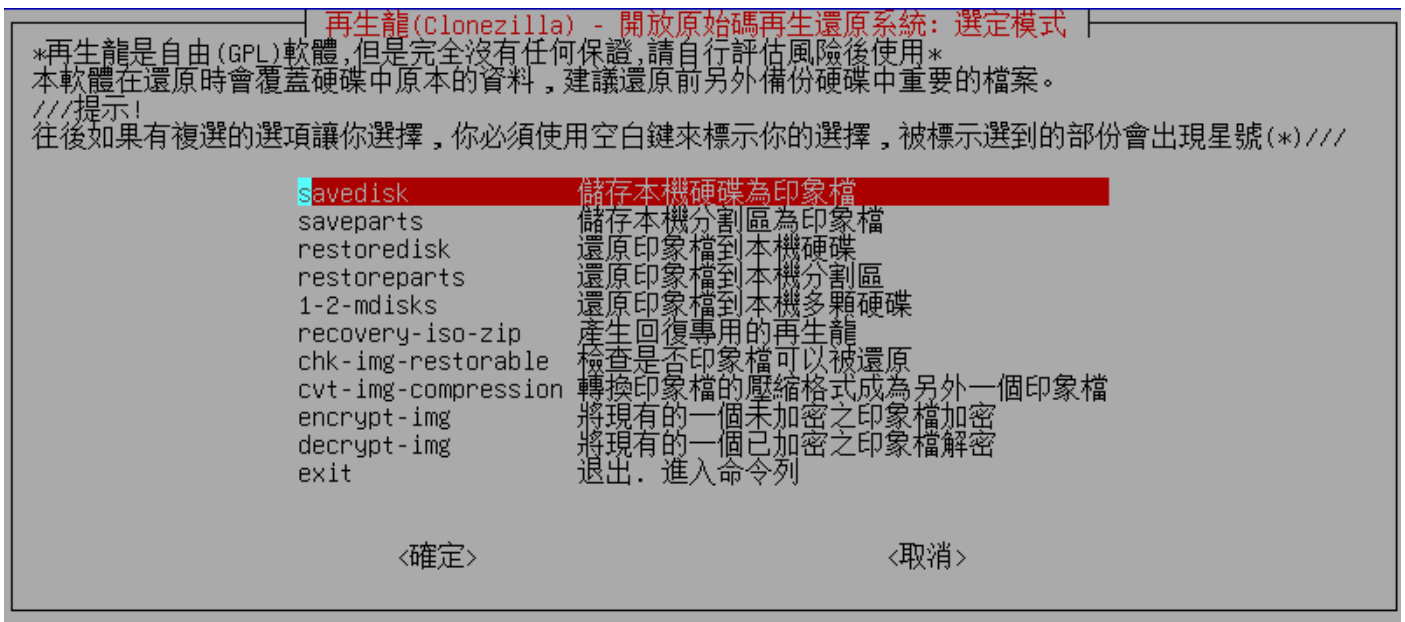 再生龍(Clonezilla) - 開放原始碼再生還原系統: 選定模式
*再生龍是自由(GPL)軟體,但是完全沒有任何保證,請自行評估風險後使用*
本軟體在還原時會覆蓋硬碟中原本的資料，建議還原前另外備份硬碟中重要的檔案。
///提示!
往後如果有複選的選項讓你選擇，你必須使用空白鍵來標示你的選擇，被標示選到的部份會出現星號(*)///
savedisk 儲存本機硬碟為印象檔
saveparts 儲存本機分割區為印象檔
restoredisk 還原印象檔到本機硬碟
restoreparts 還原印象檔到本機分割區
1-2-mdisks 還原印象檔到本機多顆硬碟
recovery-iso-zip 產生回復專用的再生龍
chk-img-restorable 檢查是否印象檔可以被還原
cvt-img-compression 轉換印象檔的壓縮格式成為另外一個印象檔
encrypt-img 將現有的一個未加密之印象檔加密
decrypt-img 將現有的一個已加密之印象檔解密
exit 退出. 進入命令列
<確定> <取消>